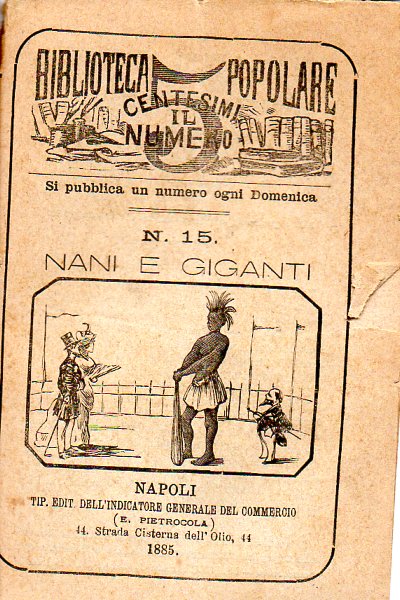 BIBLIOTECA POPOLARE
5
CENTESIMI
IL
NUMERO
Si pubblica un numero ogni Domenica
N. 15.
NANI E GIGANTI
NAPOLI
TIP. EDIT. DELL'INDICATORE GENERALE DEL COMMERCIO
(E. PIETROCOLA)
44. Strada Cisterna dell'Olio, 44
1885.